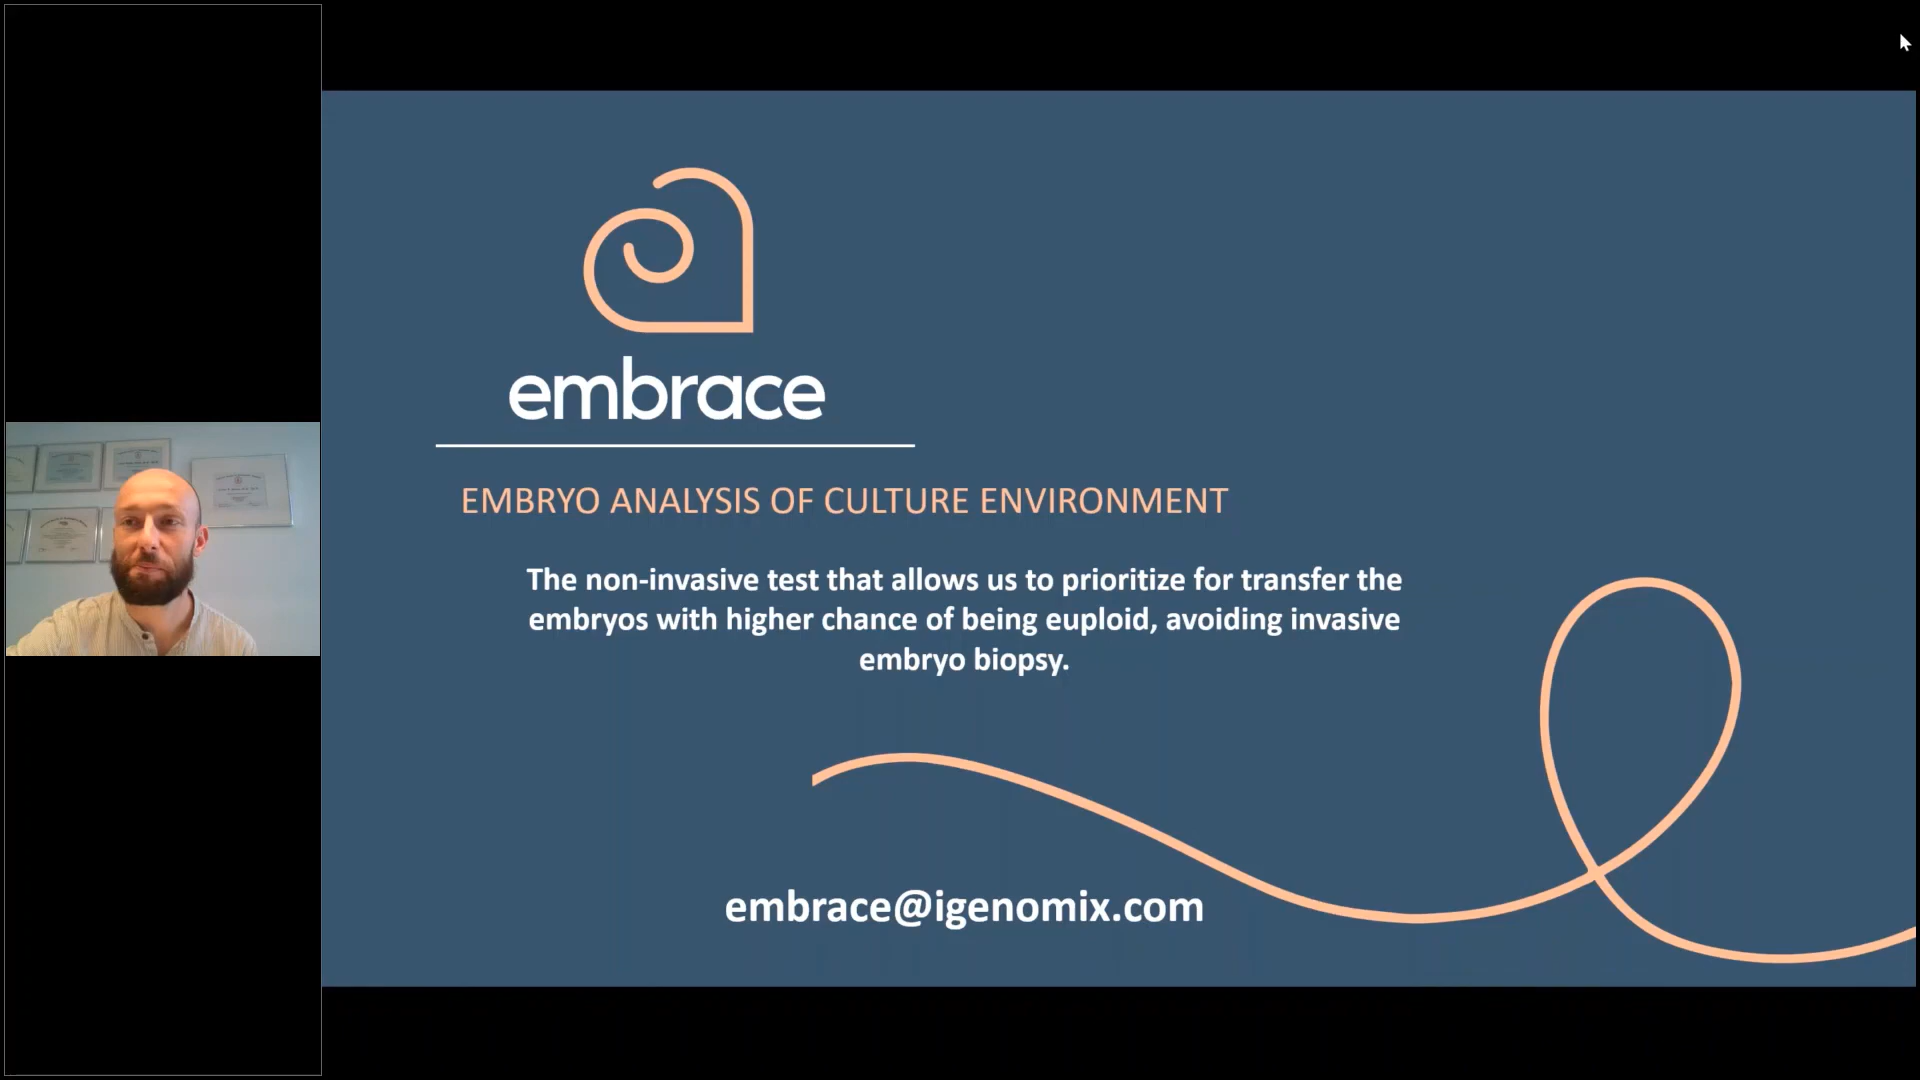 embrace
EMBRYO ANALYSIS OF CULTURE ENVIRONMENT
The non-invasive test that allows us to prioritize for transfer the
embryos with higher chance of being euploid, avoiding invasive
embryo biopsy.
embrace@igenomix.com